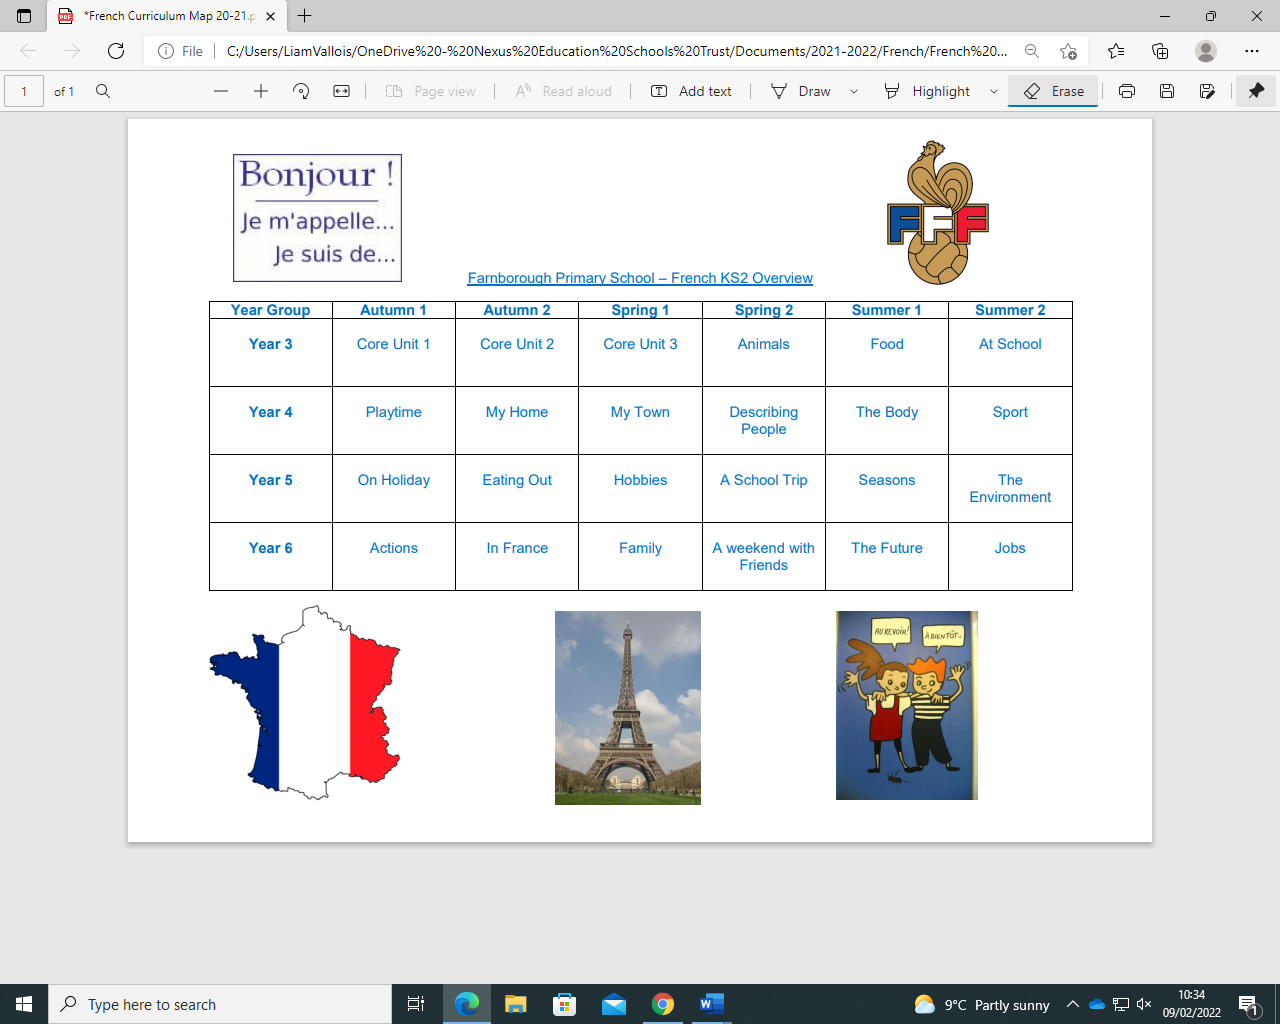 *French Curriculum Map 20-21.p
File
C:/Users/LiamVallois/OneDrive%20-%20Nexus%20Education%20Schools%20Trust/Documents/2021-2022/French/French%20...
1 of 1
Page view
Read aloud
Add text
Draw
Highlight
Erase
Bonjour !
Je m'appelle...
Je suis de...
FFF
Farnborough Primary School – French KS2 Overview
Year Group Autumn 1 Autumn 2 Spring 1 Spring 2 Summer 1 Summer 2
Year 3 Core Unit 1 Core Unit 2 Core Unit 3 Animals Food At School
Year 4 Playtime My Home My Town Describing People The Body Sport
Year 5 On Holiday Eating Out Hobbies A School Trip Seasons The Environment
Year 6 Actions In France Family A weekend with Friends The Future Jobs
AU REVOIR!
À BIENTÔT..
Type here to search
9°C Partly sunny
10:34
09/02/2022
1